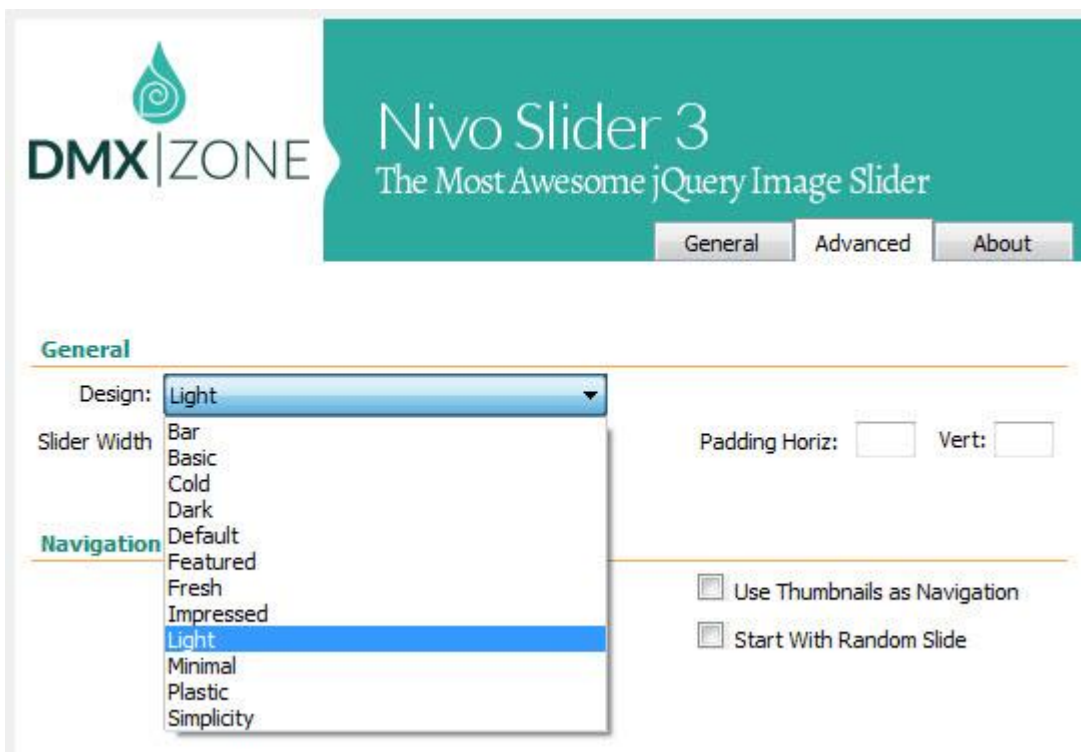 DMX|ZONE
Nivo Slider 3
The Most Awesome jQuery Image Slider
General Advanced About
General
Design: Light
Slider Width Padding Horiz: Vert:
Bar
Basic
Cold
Dark
Default
Featured
Fresh
Impressed
Light
Minimal
Plastic
Simplicity
Navigation
Use Thumbnails as Navigation
Start With Random Slide